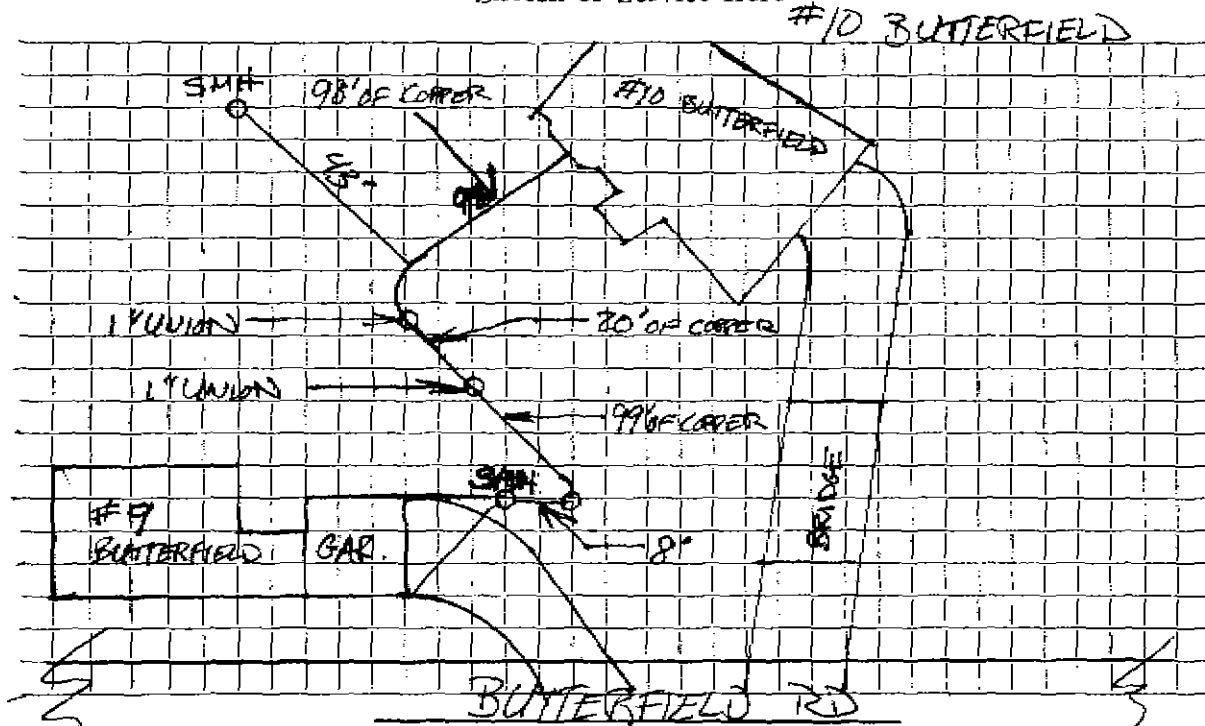 #10 BUTTERFIELD
SMH
98' OF COPPER
#10 BUTTERFIELD
1" UNION
20' OF COPPER
1" UNION
99' OF COPPER
SMH
#9
BUTTERFIELD
GAR.
8'
BRIDGE
BUTTERFIELD RD